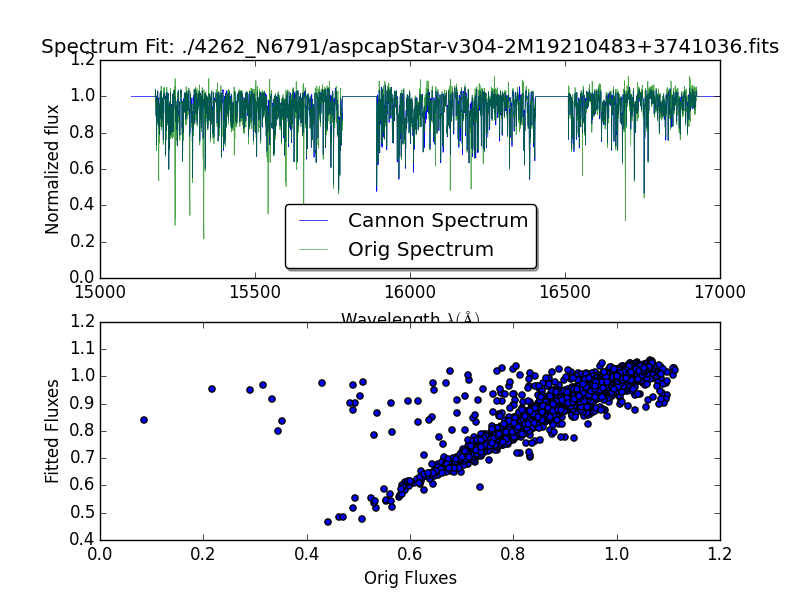 Spectrum Fit: ./4262_N6791/aspcapStar-v304-2M19210483+3741036.fits
1.2
1.0
0.8
0.6
0.4
0.2
0.0
Normalized flux
Cannon Spectrum
Orig Spectrum
15000 15500 16000 16500 17000
Wavelength λ(Å)
1.2
1.1
1.0
0.9
0.8
0.7
0.6
0.5
0.4
Fitted Fluxes
0.0 0.2 0.4 0.6 0.8 1.0 1.2
Orig Fluxes